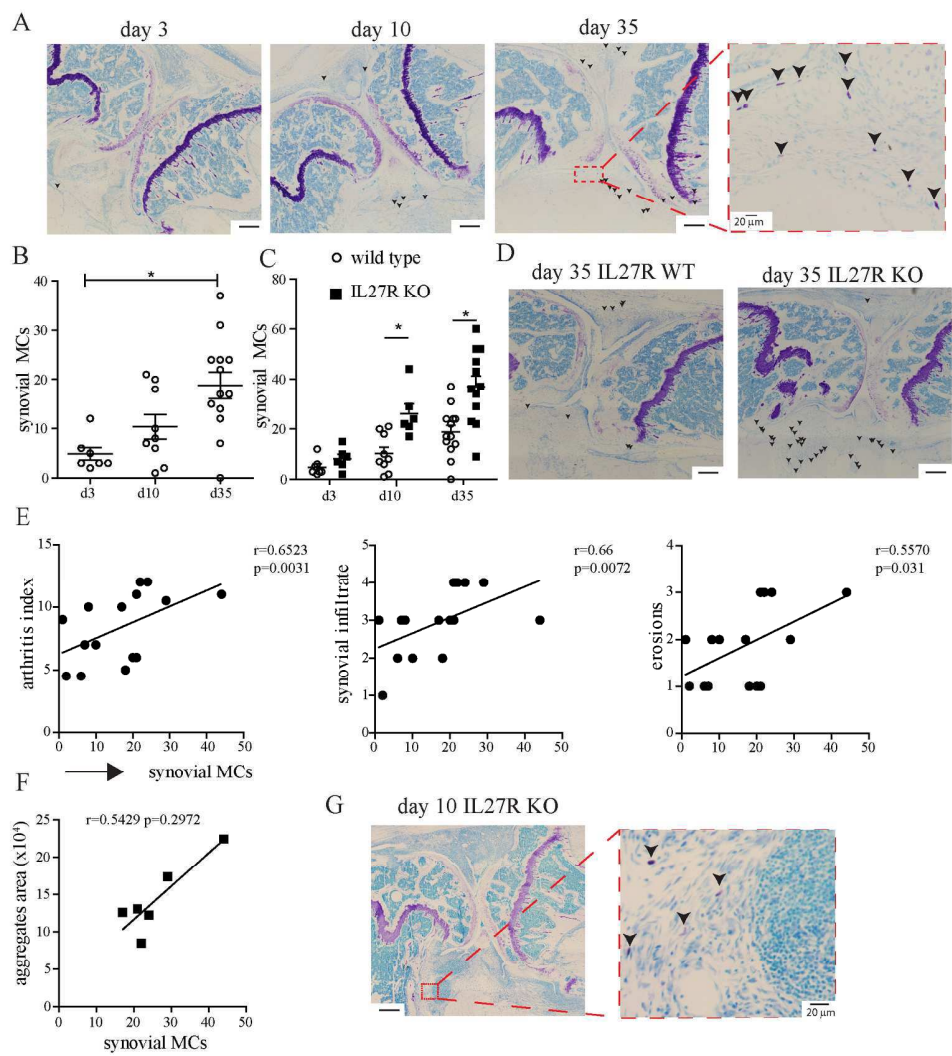 A
day 3
day 10
day 35
20 µm
B
*
synovial MCs
40
30
20
10
0
d3
d10
d35
C
wild type
IL27R KO
*
*
synovial MCs
80
60
40
20
0
d3
d10
d35
D
day 35 IL27R WT
day 35 IL27R KO
E
r=0.6523
p=0.0031
arthritis index
15
10
5
0
0 10 20 30 40 50
synovial MCs
r=0.66
p=0.0072
synovial infiltrate
5
4
3
2
1
0 10 20 30 40 50
r=0.5570
p=0.031
erosions
4
3
2
1
0
0 10 20 30 40 50
F
r=0.5429 p=0.2972
aggregates area (x10⁴)
25
20
15
10
5
0
0 10 20 30 40 50
synovial MCs
G
day 10 IL27R KO
20 µm